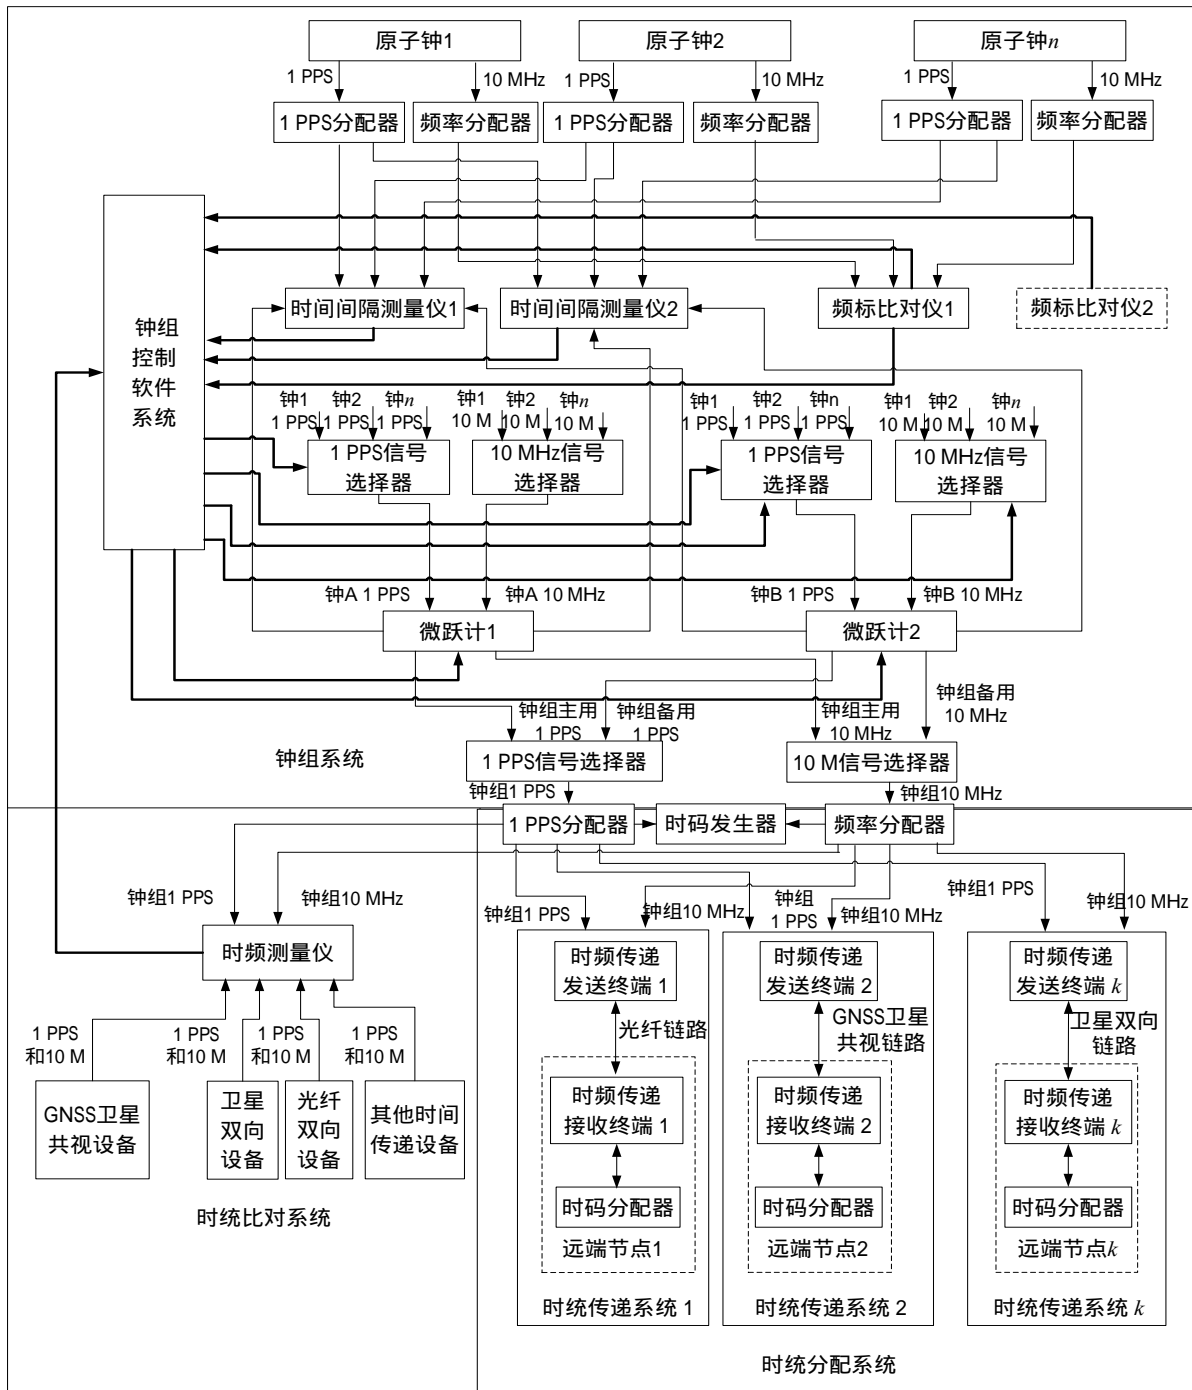 原子钟1
原子钟2
原子钟n
1 PPS
10 MHz
1 PPS
10 MHz
1 PPS
10 MHz
1 PPS分配器
频率分配器
1 PPS分配器
频率分配器
1 PPS分配器
频率分配器
时间间隔测量仪1
时间间隔测量仪2
频标比对仪1
频标比对仪2
钟组
控制
软件
系统
钟1
1 PPS
钟2
1 PPS
钟n
1 PPS
钟1
10 M
钟2
10 M
钟n
10 M
钟1
1 PPS
钟2
1 PPS
钟n
1 PPS
钟1
10 M
钟2
10 M
钟n
10 M
1 PPS信号
选择器
10 MHz信号
选择器
1 PPS信号
选择器
10 MHz信号
选择器
钟A 1 PPS
钟A 10 MHz
钟B 1 PPS
钟B 10 MHz
微跃计1
微跃计2
钟组主用
1 PPS
钟组备用
1 PPS
钟组主用
10 MHz
钟组备用
10 MHz
钟组系统
1 PPS信号选择器
10 M信号选择器
钟组1 PPS
钟组10 MHz
1 PPS分配器
时码发生器
频率分配器
钟组1 PPS
钟组10 MHz
钟组1 PPS
钟组10 MHz
钟组
1 PPS
钟组10 MHz
钟组1 PPS
钟组10 MHz
时频测量仪
1 PPS
和10 M
1 PPS
和10 M
1 PPS
和10 M
1 PPS
和10 M
GNSS卫星
共视设备
卫星
双向
设备
光纤
双向
设备
其他时间
传递设备
时统比对系统
时频传递
发送终端 1
光纤链路
时频传递
接收终端 1
时码分配器
远端节点1
时统传递系统 1
时频传递
发送终端 2
GNSS卫星
共视链路
时频传递
接收终端 2
时码分配器
远端节点2
时统传递系统 2
时频传递
发送终端 k
卫星双向
链路
时频传递
接收终端 k
时码分配器
远端节点k
时统传递系统 k
时统分配系统